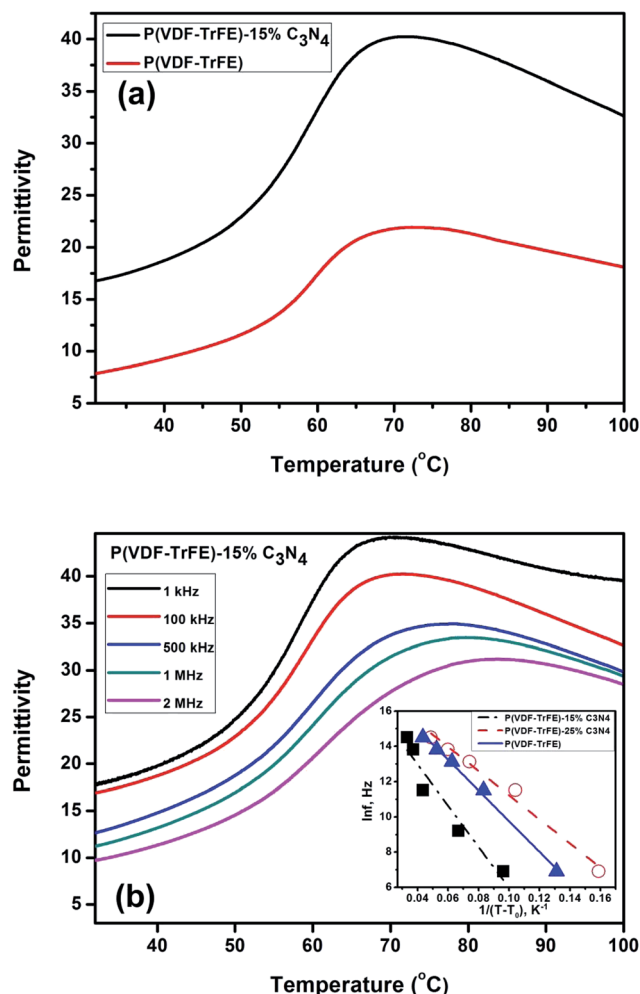 P(VDF-TrFE)-15% C₃N₄
P(VDF-TrFE)
(a)
40
35
30
25
20
15
10
5
Permittivity
40 50 60 70 80 90 100
Temperature (°C)
P(VDF-TrFE)-15% C₃N₄
1 kHz
100 kHz
500 kHz
1 MHz
2 MHz
(b)
40
35
30
25
20
15
10
Permittivity
40 50 60 70 80 90 100
Temperature (°C)
P(VDF-TrFE)-15% C3N4
P(VDF-TrFE)-25% C3N4
P(VDF-TrFE)
16
14
12
10
8
6
lnf, Hz
0.04 0.06 0.08 0.10 0.12 0.14 0.16
1/(T-T₀), K⁻¹